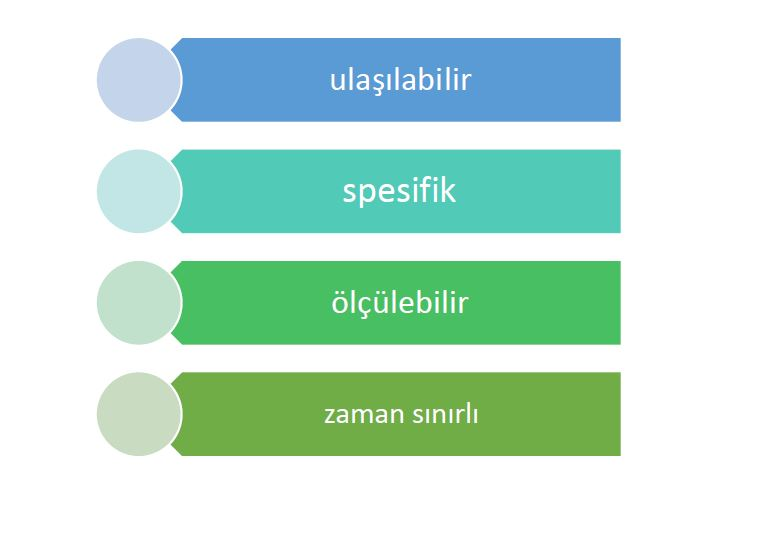 ulaşılabilir
spesifik
ölçülebilir
zaman sınırlı